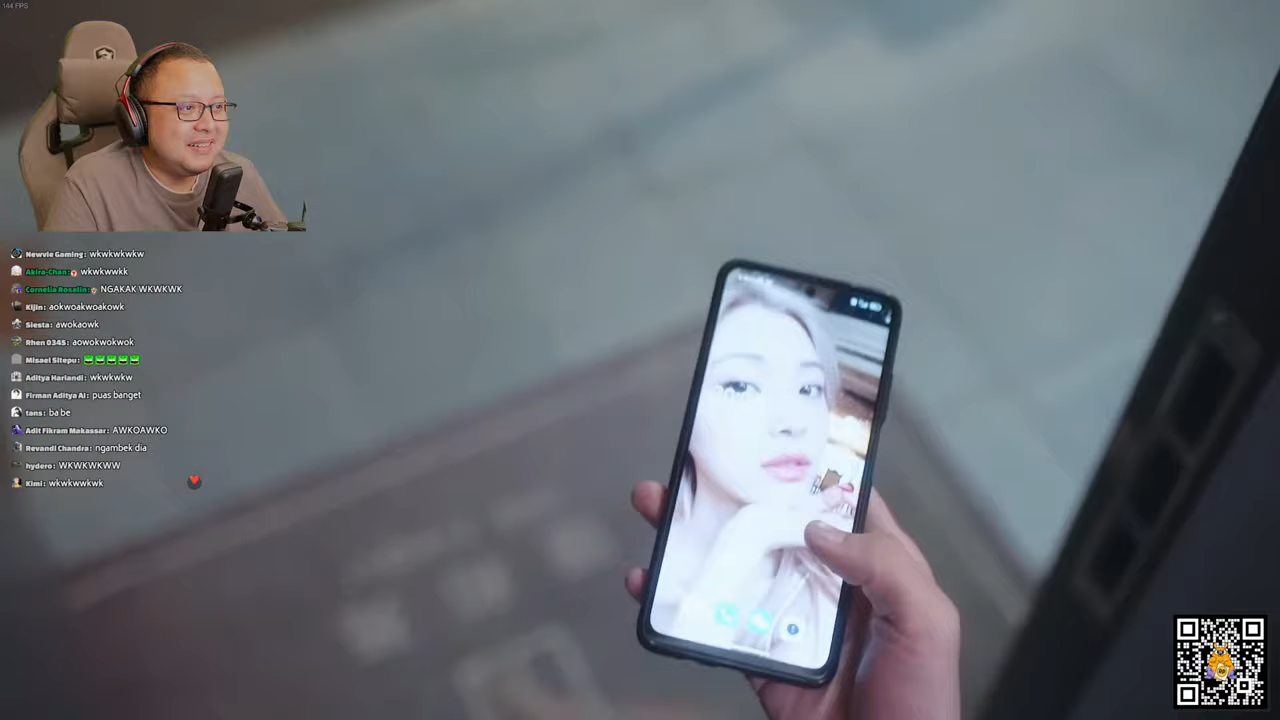 144 FPS
Newvie Gaming: wkwkwkwkw
Akira-Chan: wkwkwwkk
Cornelia Rosalin: NGAKAK WKWKWK
Kijin: aokwoakwoakowk
Siesta: awokaowk
Rhen 0345: aowokwokwok
Misael Sitepu:
Aditya Hariandi: wkwkwkw
Firman Aditya Al: puas banget
tans: ba be
Adit Fikram Makassar: AWKOAWKO
Revandi Chandra: ngambek dia
hydero: WKWKWKWW
Kimi: wkwkwwkwk